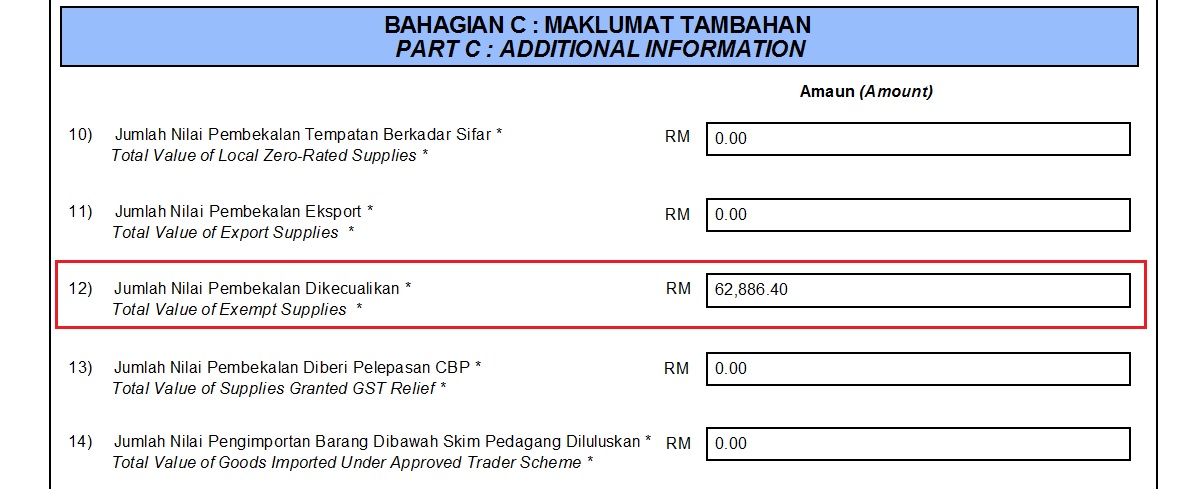 BAHAGIAN C : MAKLUMAT TAMBAHAN
PART C : ADDITIONAL INFORMATION
Amaun (Amount)
10) Jumlah Nilai Pembekalan Tempatan Berkadar Sifar * RM 0.00
Total Value of Local Zero-Rated Supplies *
11) Jumlah Nilai Pembekalan Eksport * RM 0.00
Total Value of Export Supplies *
12) Jumlah Nilai Pembekalan Dikecualikan * RM 62,886.40
Total Value of Exempt Supplies *
13) Jumlah Nilai Pembekalan Diberi Pelepasan CBP * RM 0.00
Total Value of Supplies Granted GST Relief *
14) Jumlah Nilai Pengimportan Barang Dibawah Skim Pedagang Diluluskan * RM 0.00
Total Value of Goods Imported Under Approved Trader Scheme *